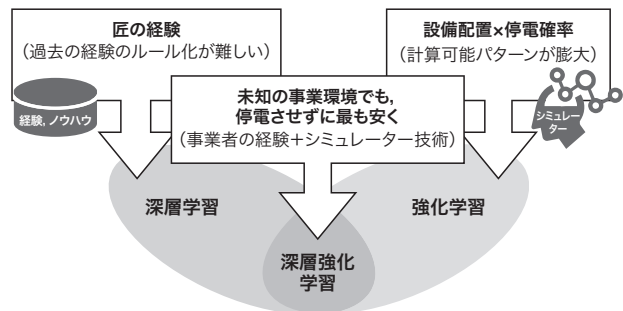 匠の経験
(過去の経験のルール化が難しい)
設備配置×停電確率
(計算可能パターンが膨大)
経験,ノウハウ
未知の事業環境でも,
停電させずに最も安く
(事業者の経験+シミュレーター技術)
シミュレー
ター
深層学習
強化学習
深層強化
学習